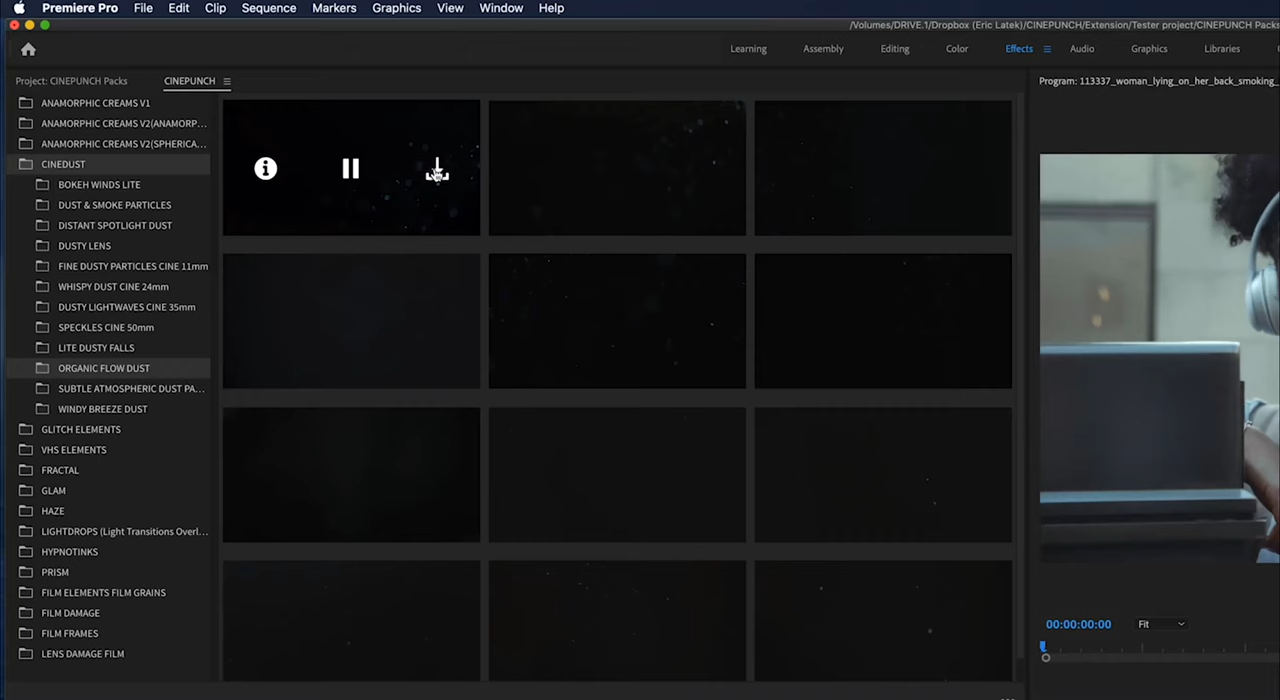 Premiere Pro File Edit Clip Sequence Markers Graphics View Window Help
/Volumes/DRIVE.1/Dropbox (Eric Latek)/CINEPUNCH/Extension/Tester project/CINEPUNCH Packs
Learning Assembly Editing Color Effects Audio Graphics Libraries
Project: CINEPUNCH Packs CINEPUNCH Program: 113337_woman_lying_on_her_back_smoking_
ANAMORPHIC CREAMS V1
ANAMORPHIC CREAMS V2(ANAMORP...
ANAMORPHIC CREAMS V2(SPHERICA...
CINEDUST
BOKEH WINDS LITE
DUST & SMOKE PARTICLES
DISTANT SPOTLIGHT DUST
DUSTY LENS
FINE DUSTY PARTICLES CINE 11mm
WHISPY DUST CINE 24mm
DUSTY LIGHTWAVES CINE 35mm
SPECKLES CINE 50mm
LITE DUSTY FALLS
ORGANIC FLOW DUST
SUBTLE ATMOSPHERIC DUST PA...
WINDY BREEZE DUST
GLITCH ELEMENTS
VHS ELEMENTS
FRACTAL
GLAM
HAZE
LIGHTDROPS (Light Transitions Overl...
HYPNOTINKS
PRISM
FILM ELEMENTS FILM GRAINS
FILM DAMAGE
FILM FRAMES
LENS DAMAGE FILM
00:00:00:00 Fit